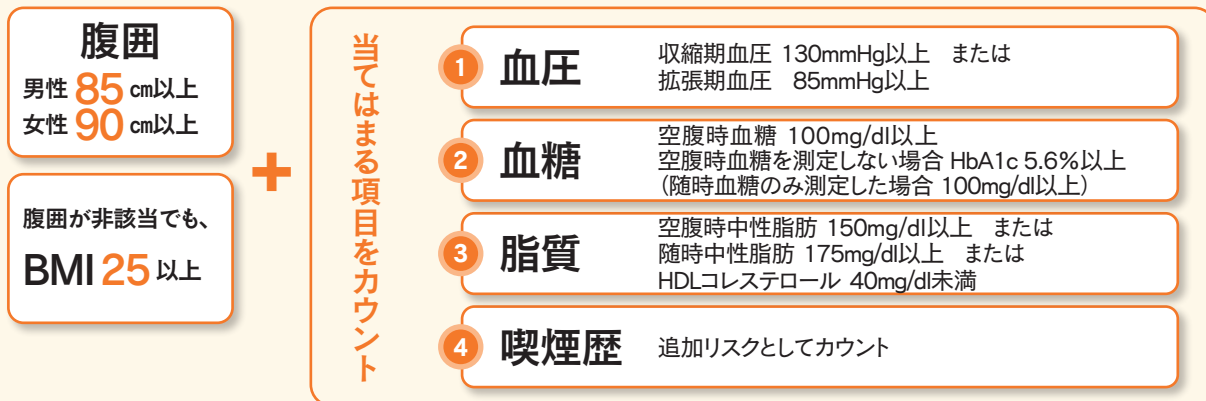 腹囲
男性 85 ㎝以上
女性 90 ㎝以上
腹囲が非該当でも、
BMI 25 以上
+
当てはまる項目をカウント
1 血圧
収縮期血圧 130mmHg以上 または
拡張期血圧 85mmHg以上
2 血糖
空腹時血糖 100mg/dl以上
空腹時血糖を測定しない場合 HbA1c 5.6%以上
(随時血糖のみ測定した場合 100mg/dl以上)
3 脂質
空腹時中性脂肪 150mg/dl以上 または
随時中性脂肪 175mg/dl以上 または
HDLコレステロール 40mg/dl未満
4 喫煙歴
追加リスクとしてカウント